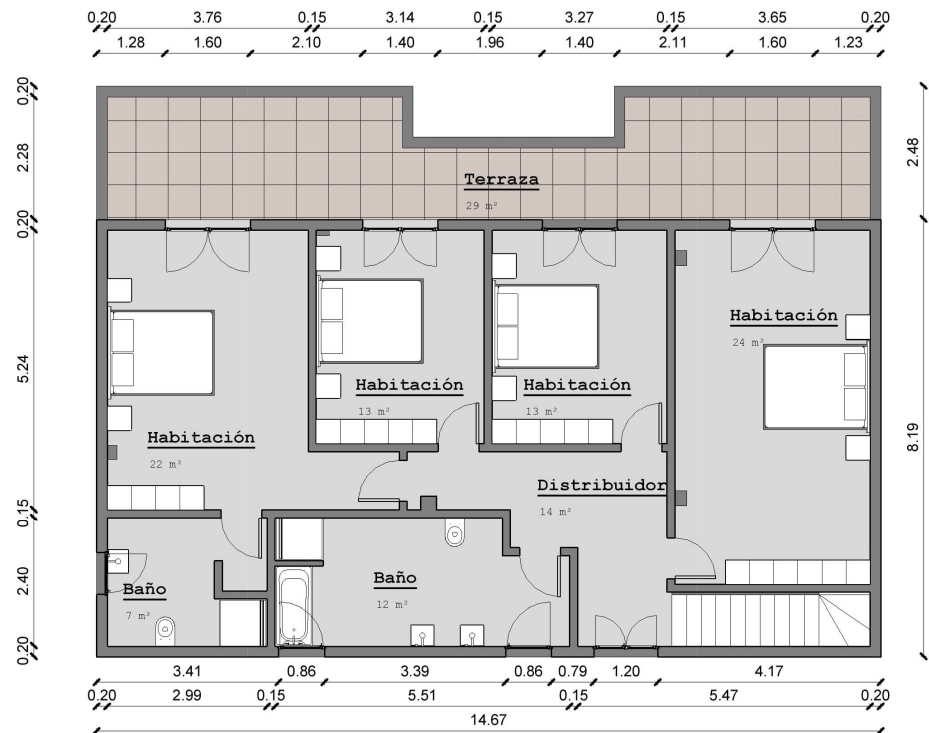 0.20 3.76 0.15 3.14 0.15 3.27 0.15 3.65 0.20
1.28 1.60 2.10 1.40 1.96 1.40 2.11 1.60 1.23
0.20
2.28
0.20
5.24
0.15
2.40
0.20
Terraza
29 m²
Habitación
22 m²
Habitación
13 m²
Habitación
13 m²
Habitación
24 m²
Distribuidor
14 m²
Baño
7 m²
Baño
12 m²
2.48
8.19
3.41 0.86 3.39 0.86 0.79 1.20 4.17
0.20 2.99 0.15 5.51 0.15 5.47 0.20
14.67